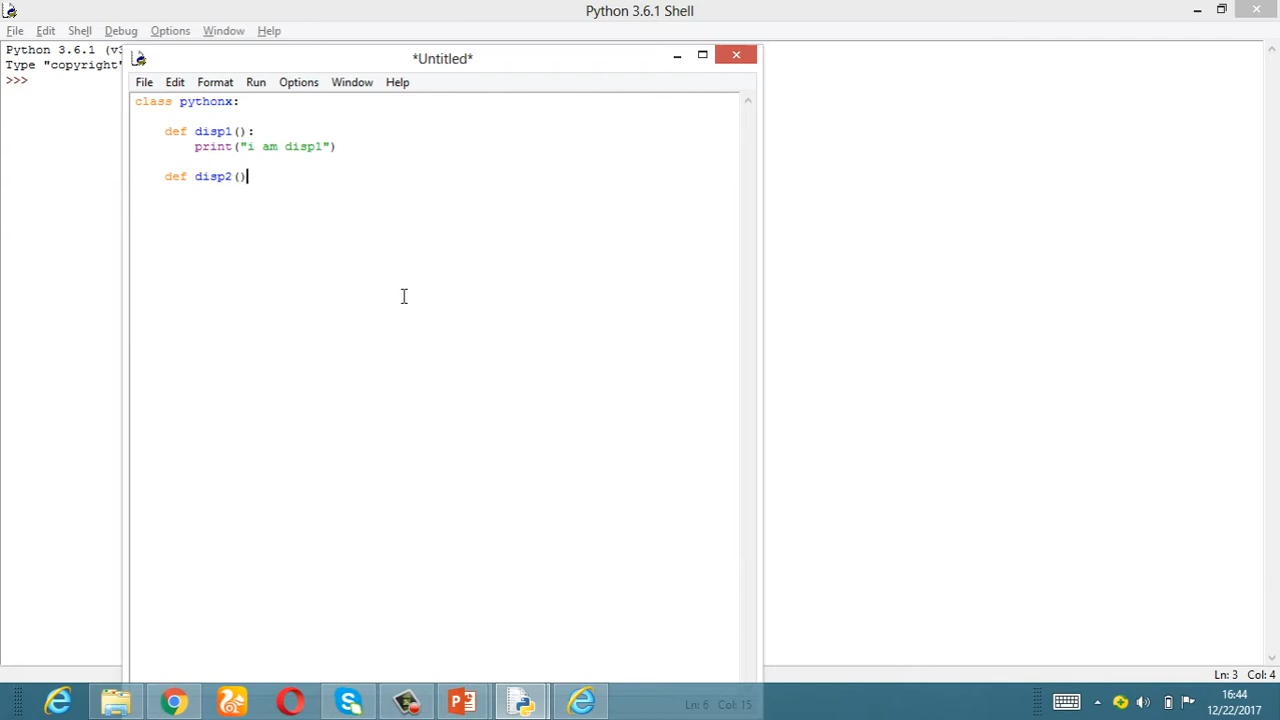 Python 3.6.1 Shell
File Edit Shell Debug Options Window Help
Python 3.6.1 (v3
Type "copyright"
>>>
*Untitled*
File Edit Format Run Options Window Help
class pythonx:
def disp1():
print("i am disp1")
def disp2()
Ln: 3 Col: 4
Ln: 6 Col: 15
16:44
12/22/2017